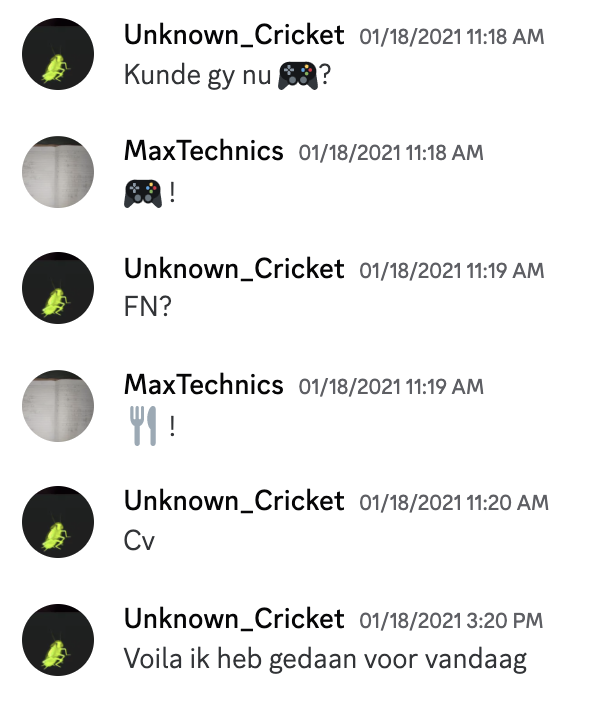 Unknown_Cricket 01/18/2021 11:18 AM
Kunde gy nu 🎮?
MaxTechnics 01/18/2021 11:18 AM
🎮 !
Unknown_Cricket 01/18/2021 11:19 AM
FN?
MaxTechnics 01/18/2021 11:19 AM
🍴 !
Unknown_Cricket 01/18/2021 11:20 AM
Cv
Unknown_Cricket 01/18/2021 3:20 PM
Voila ik heb gedaan voor vandaag